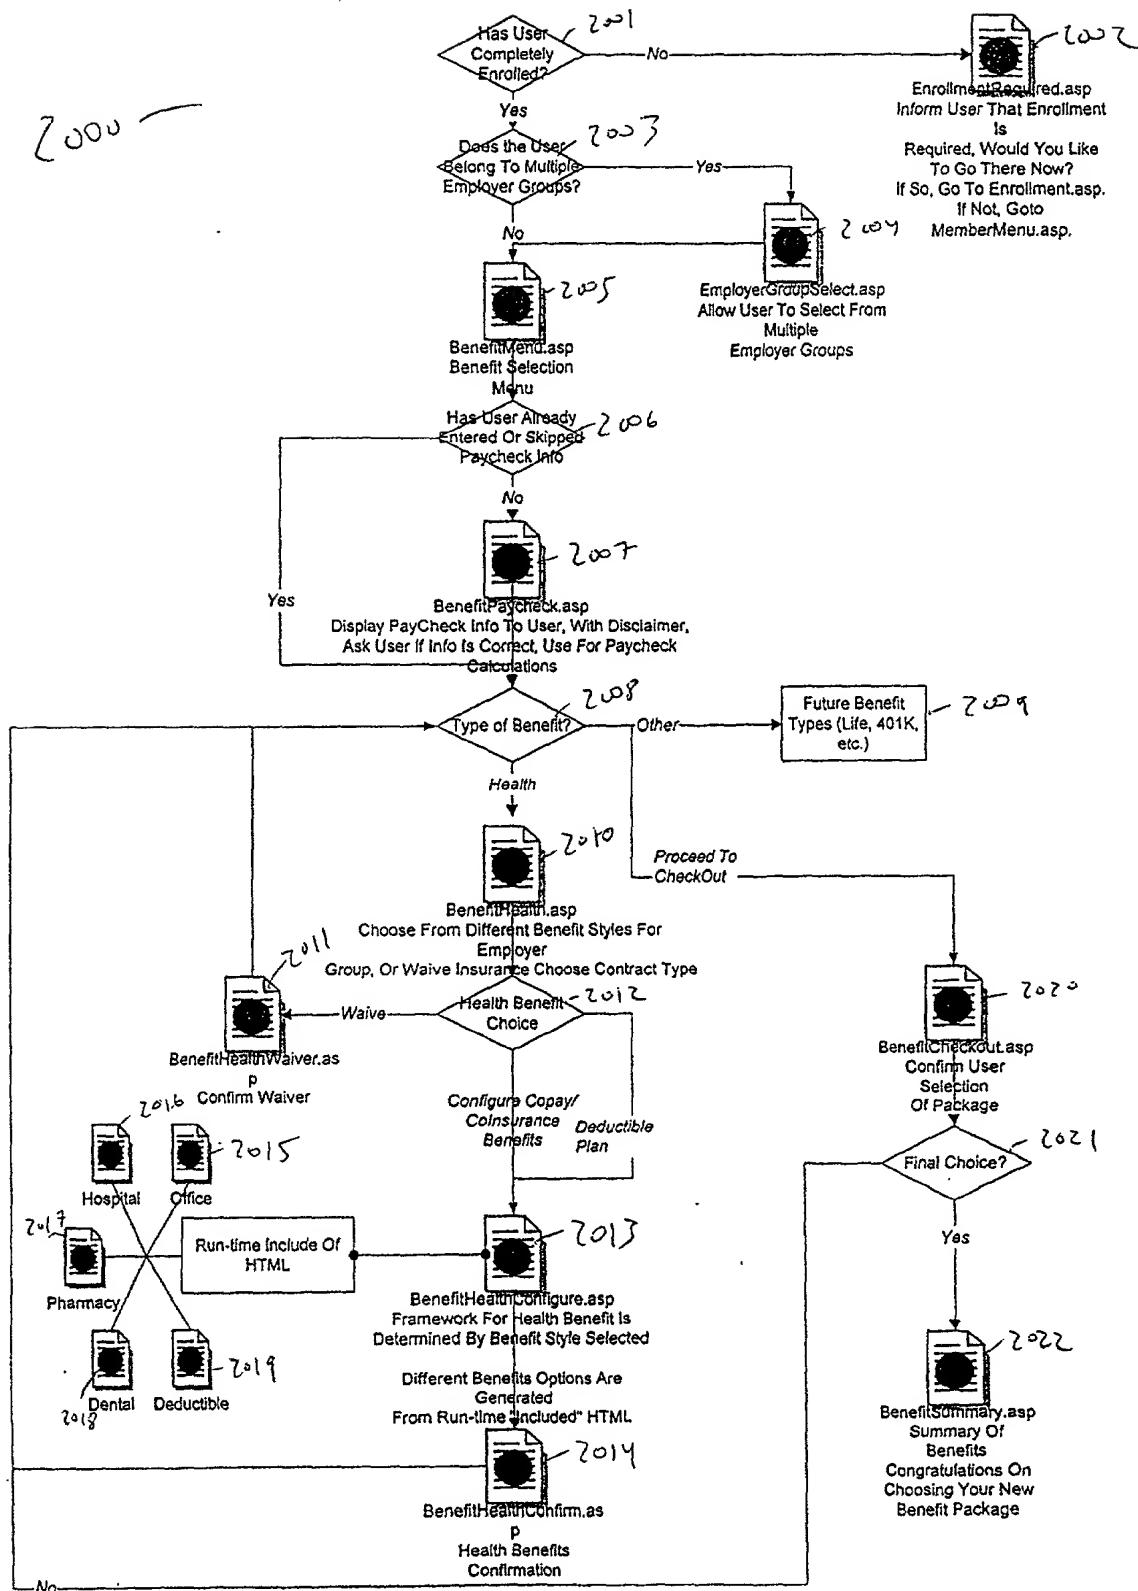 2000
Has User
Completely
Enrolled?
2001
No
2002
EnrollmentRequired.asp
Inform User That Enrollment
Is
Required, Would You Like
To Go There Now?
If So, Go To Enrollment.asp.
If Not, Goto
MemberMenu.asp.
Yes
Does the User
Belong To Multiple
Employer Groups?
2003
Yes
2004
EmployerGroupSelect.asp
Allow User To Select From
Multiple
Employer Groups
No
2005
BenefitMenu.asp
Benefit Selection
Menu
Has User Already
Entered Or Skipped
Paycheck Info
2006
No
Yes
2007
BenefitPaycheck.asp
Display PayCheck Info To User, With Disclaimer,
Ask User If Info Is Correct, Use For Paycheck
Calculations
Type of Benefit?
2008
Other
Future Benefit
Types (Life, 401K,
etc.)
2009
Health
2010
BenefitHealth.asp
Choose From Different Benefit Styles For
Employer
Group, Or Waive Insurance Choose Contract Type
Proceed To
CheckOut
2011
BenefitHealthWaiver.as
p
Confirm Waiver
Waive
Health Benefit
Choice
2012
Configure Copay/
CoInsurance
Benefits
Deductible
Plan
2020
BenefitCheckout.asp
Confirm User
Selection
Of Package
Final Choice?
2021
Yes
2016
Hospital
2015
Office
2017
Pharmacy
Run-time Include Of
HTML
2018
Dental
2019
Deductible
2013
BenefitHealthConfigure.asp
Framework For Health Benefit Is
Determined By Benefit Style Selected
Different Benefits Options Are
Generated
From Run-time "Included" HTML
2014
BenefitHealthConfirm.as
p
Health Benefits
Confirmation
2022
BenefitSummary.asp
Summary Of
Benefits
Congratulations On
Choosing Your New
Benefit Package
No